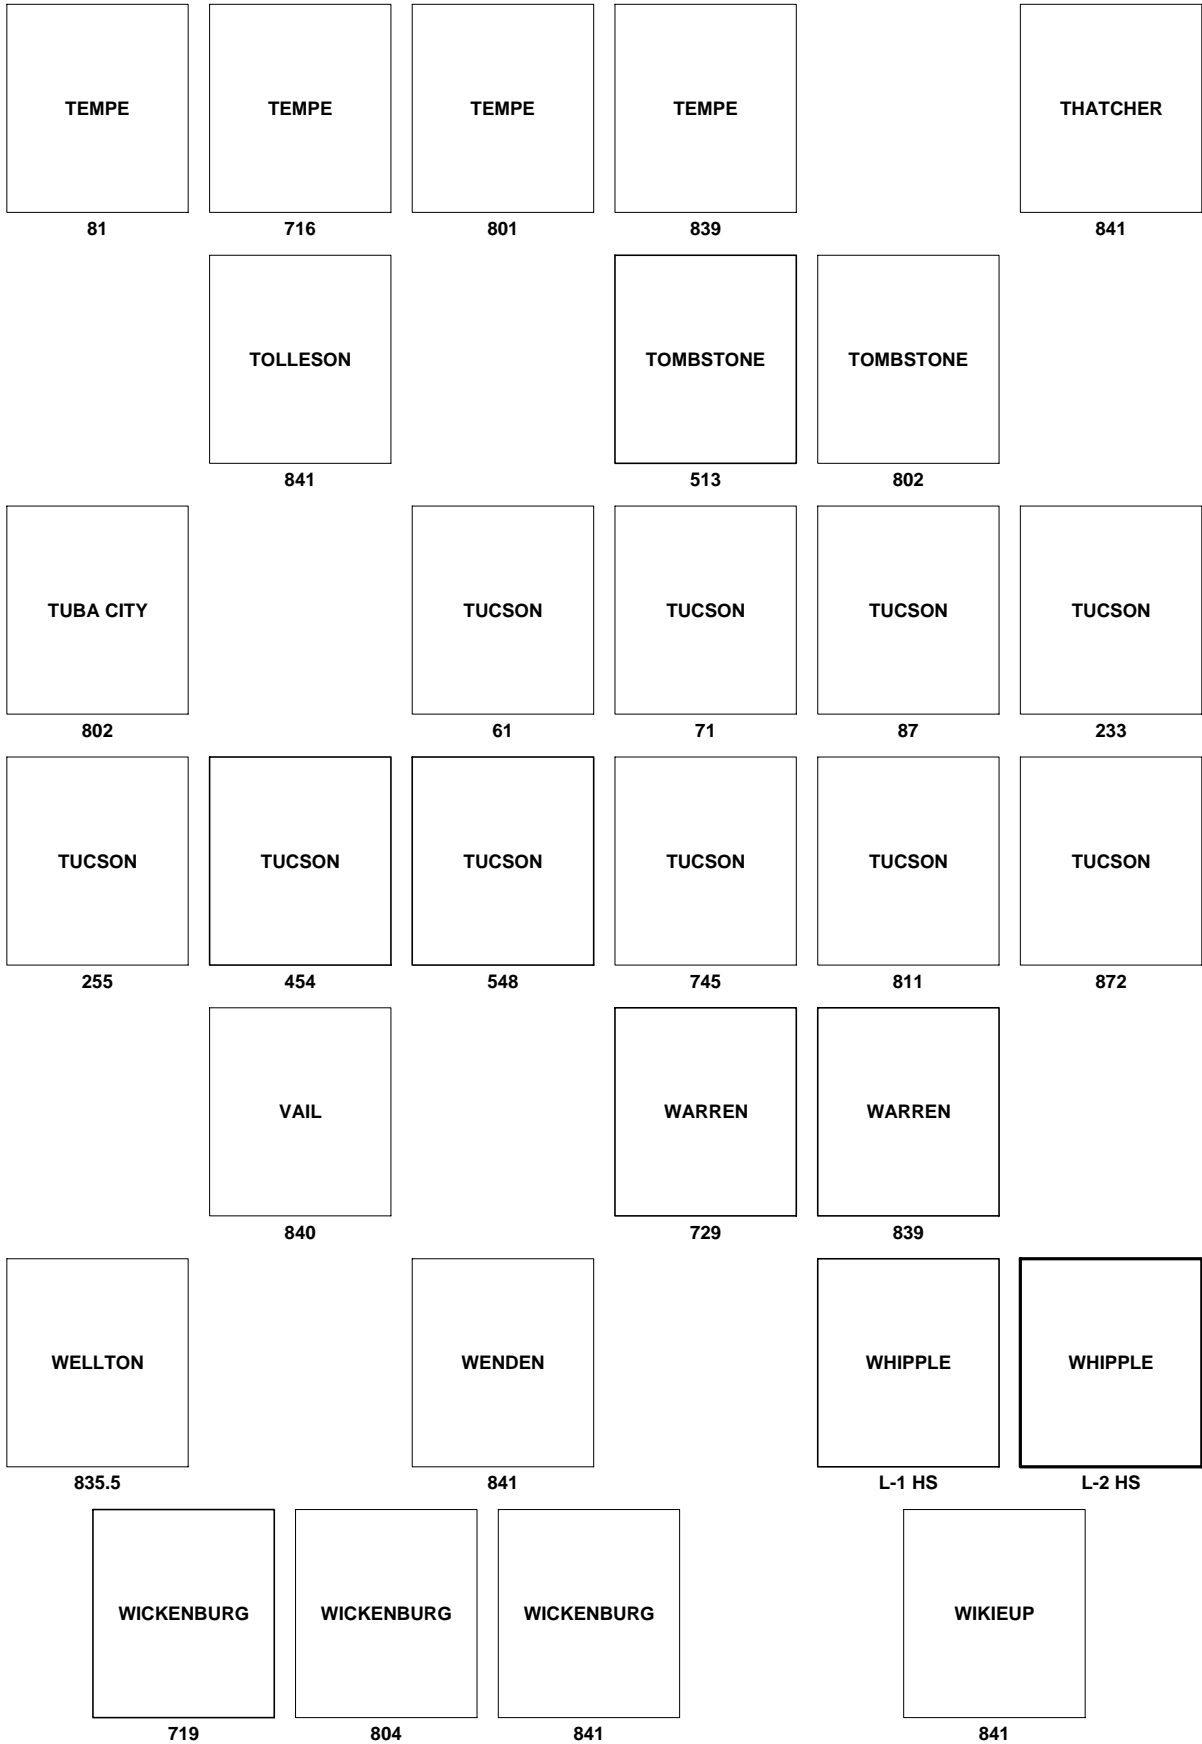 TEMPE TEMPE TEMPE TEMPE THATCHER
81 716 801 839 841
TOLLESON TOMBSTONE TOMBSTONE
841 513 802
TUBA CITY TUCSON TUCSON TUCSON TUCSON
802 61 71 87 233
TUCSON TUCSON TUCSON TUCSON TUCSON TUCSON
255 454 548 745 811 872
VAIL WARREN WARREN
840 729 839
WELLTON WENDEN WHIPPLE WHIPPLE
835.5 841 L-1 HS L-2 HS
WICKENBURG WICKENBURG WICKENBURG WIKIEUP
719 804 841 841